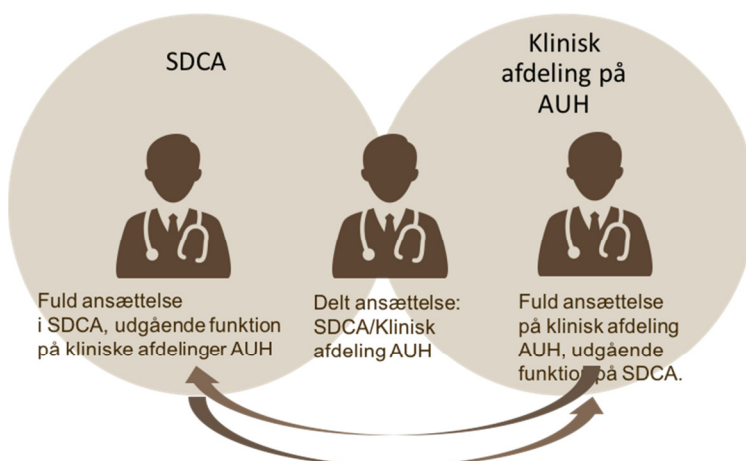 SDCA
Klinisk
afdeling på
AUH
Fuld ansættelse
i SDCA, udgående funktion
på kliniske afdelinger AUH
Delt ansættelse:
SDCA/Klinisk
afdeling AUH
Fuld ansættelse
på klinisk afdeling
AUH, udgående
funktion på SDCA.